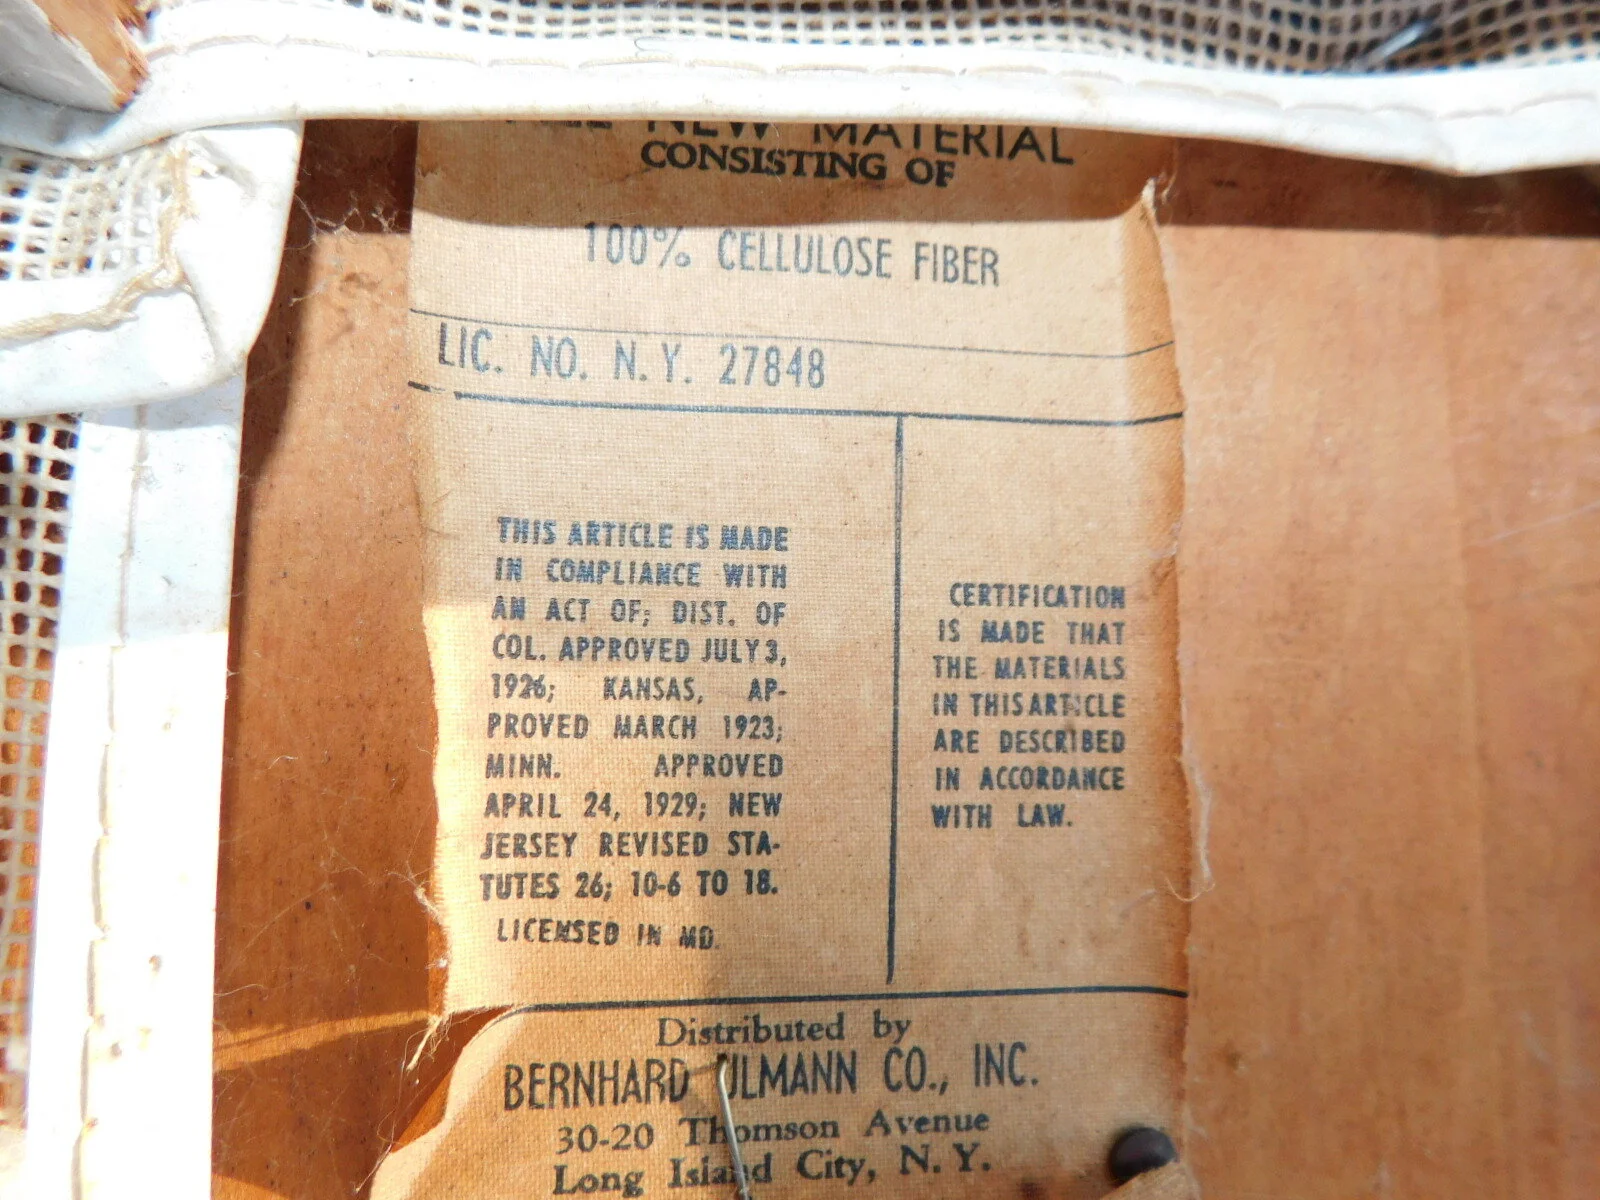 NEW MATERIAL
CONSISTING OF
100% CELLULOSE FIBER
LIC. NO. N.Y. 27848
THIS ARTICLE IS MADE
IN COMPLIANCE WITH
AN ACT OF; DIST. OF
COL. APPROVED JULY 3,
1926; KANSAS, AP-
PROVED MARCH 1923;
MINN. APPROVED
APRIL 24, 1929; NEW
JERSEY REVISED STA-
TUTES 26; 10-6 TO 18.
LICENSED IN MD.
CERTIFICATION
IS MADE THAT
THE MATERIALS
IN THIS ARTICLE
ARE DESCRIBED
IN ACCORDANCE
WITH LAW.
Distributed by
BERNHARD ULMANN CO., INC.
30-20 Thomson Avenue
Long Island City, N. Y.